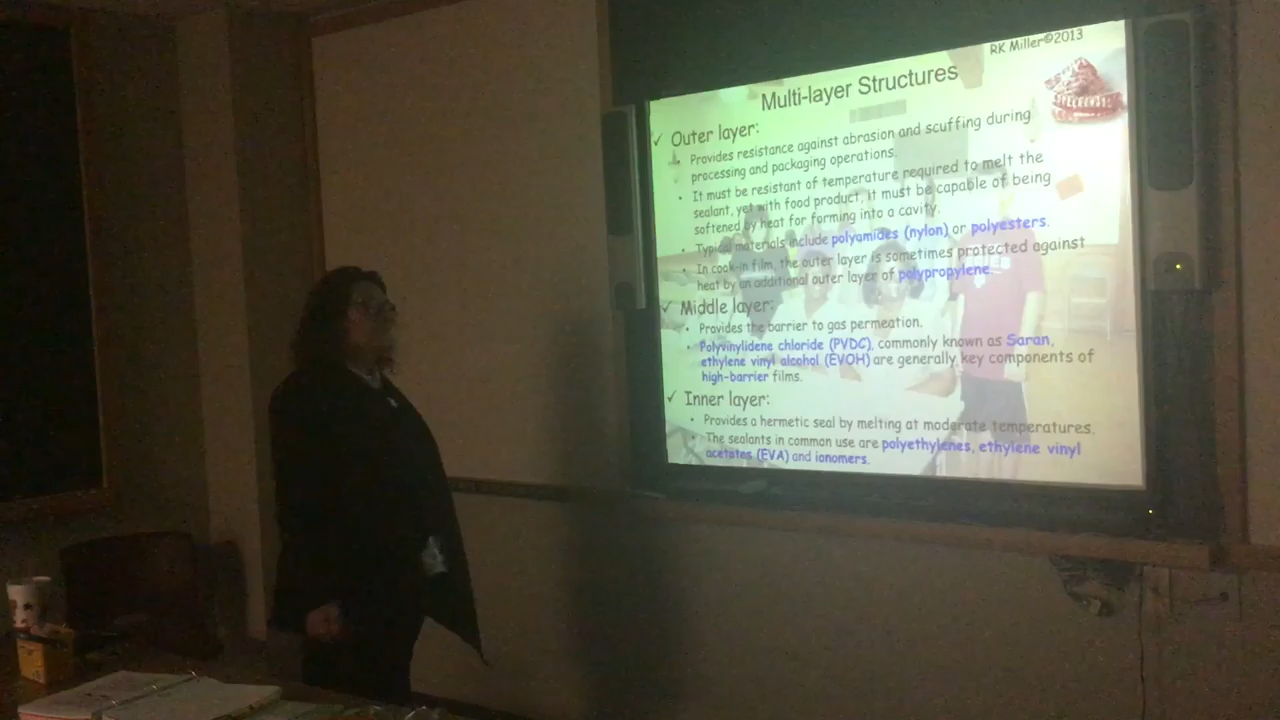 RK Miller©2013
Multi-layer Structures
✓ Outer layer:
• Provides resistance against abrasion and scuffing during
processing and packaging operations.
• It must be resistant of temperature required to melt the
sealant, yet with food product, it must be capable of being
softened by heat for forming into a cavity.
• Typical materials include polyamides (nylon) or polyesters.
• In cook-in film, the outer layer is sometimes protected against
heat by an additional outer layer of polypropylene.
✓ Middle layer:
• Provides the barrier to gas permeation.
• Polyvinylidene chloride (PVDC), commonly known as Saran,
ethylene vinyl alcohol (EVOH) are generally key components of
high-barrier films.
✓ Inner layer:
• Provides a hermetic seal by melting at moderate temperatures.
• The sealants in common use are polyethylenes, ethylene vinyl
acetates (EVA) and ionomers.